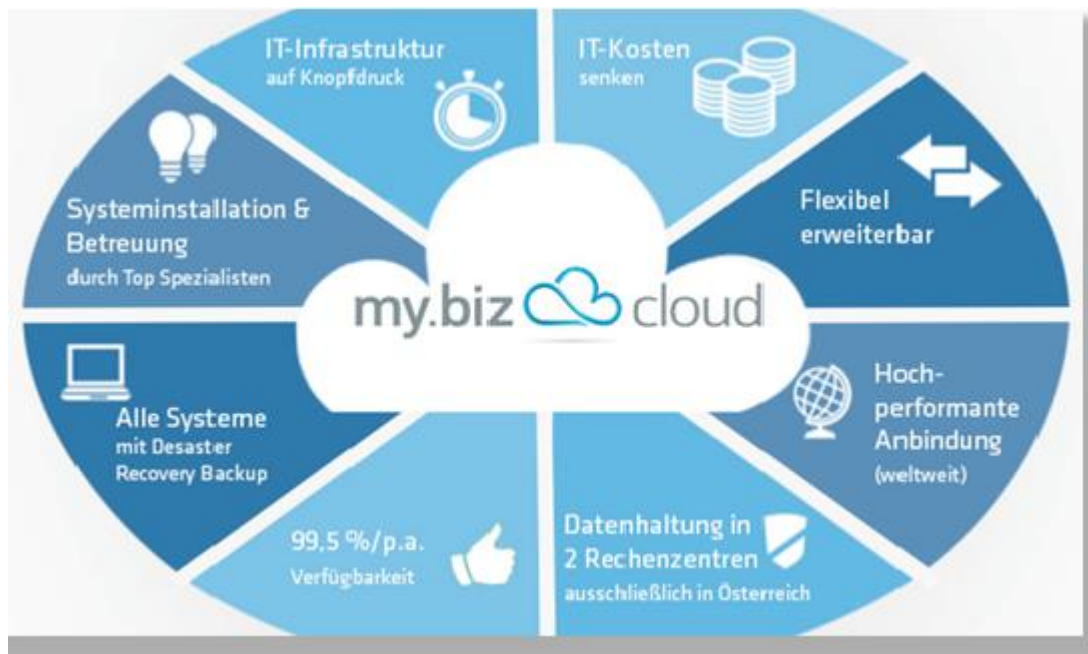 IT-Infrastruktur
auf Knopfdruck
IT-Kosten
senken
Systeminstallation &
Betreuung
durch Top Spezialisten
Flexibel
erweiterbar
my.biz cloud
Alle Systeme
mit Desaster
Recovery Backup
Hoch-
performante
Anbindung
(weltweit)
99,5 %/p.a.
Verfügbarkeit
Datenhaltung in
2 Rechenzentren
ausschließlich in Österreich